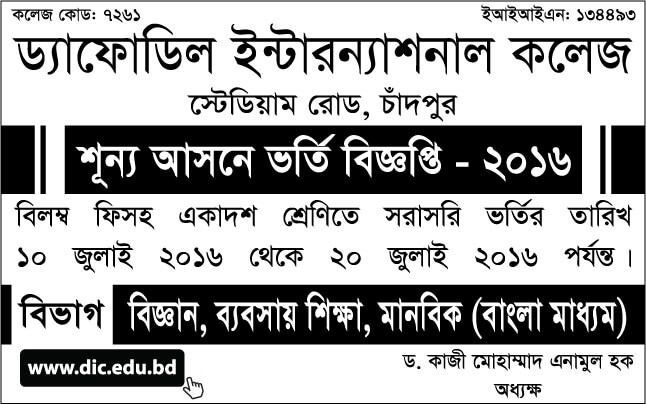 কলেজ কোড: ৭২৬১ ইআইআইএন: ১৩৪৪৯৩
ড্যাফোডিল ইন্টারন্যাশনাল কলেজ
স্টেডিয়াম রোড, চাঁদপুর
শূন্য আসনে ভর্তি বিজ্ঞপ্তি - ২০১৬
বিলম্ব ফিসহ একাদশ শ্রেণিতে সরাসরি ভর্তির তারিখ
১০ জুলাই ২০১৬ থেকে ২০ জুলাই ২০১৬ পর্যন্ত।
বিভাগ বিজ্ঞান, ব্যবসায় শিক্ষা, মানবিক (বাংলা মাধ্যম)
www.dic.edu.bd
ড. কাজী মোহাম্মাদ এনামুল হক
অধ্যক্ষ